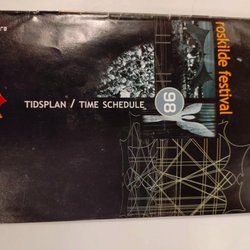 TIDSPLAN / TIME SCHEDULE
98
roskilde festival